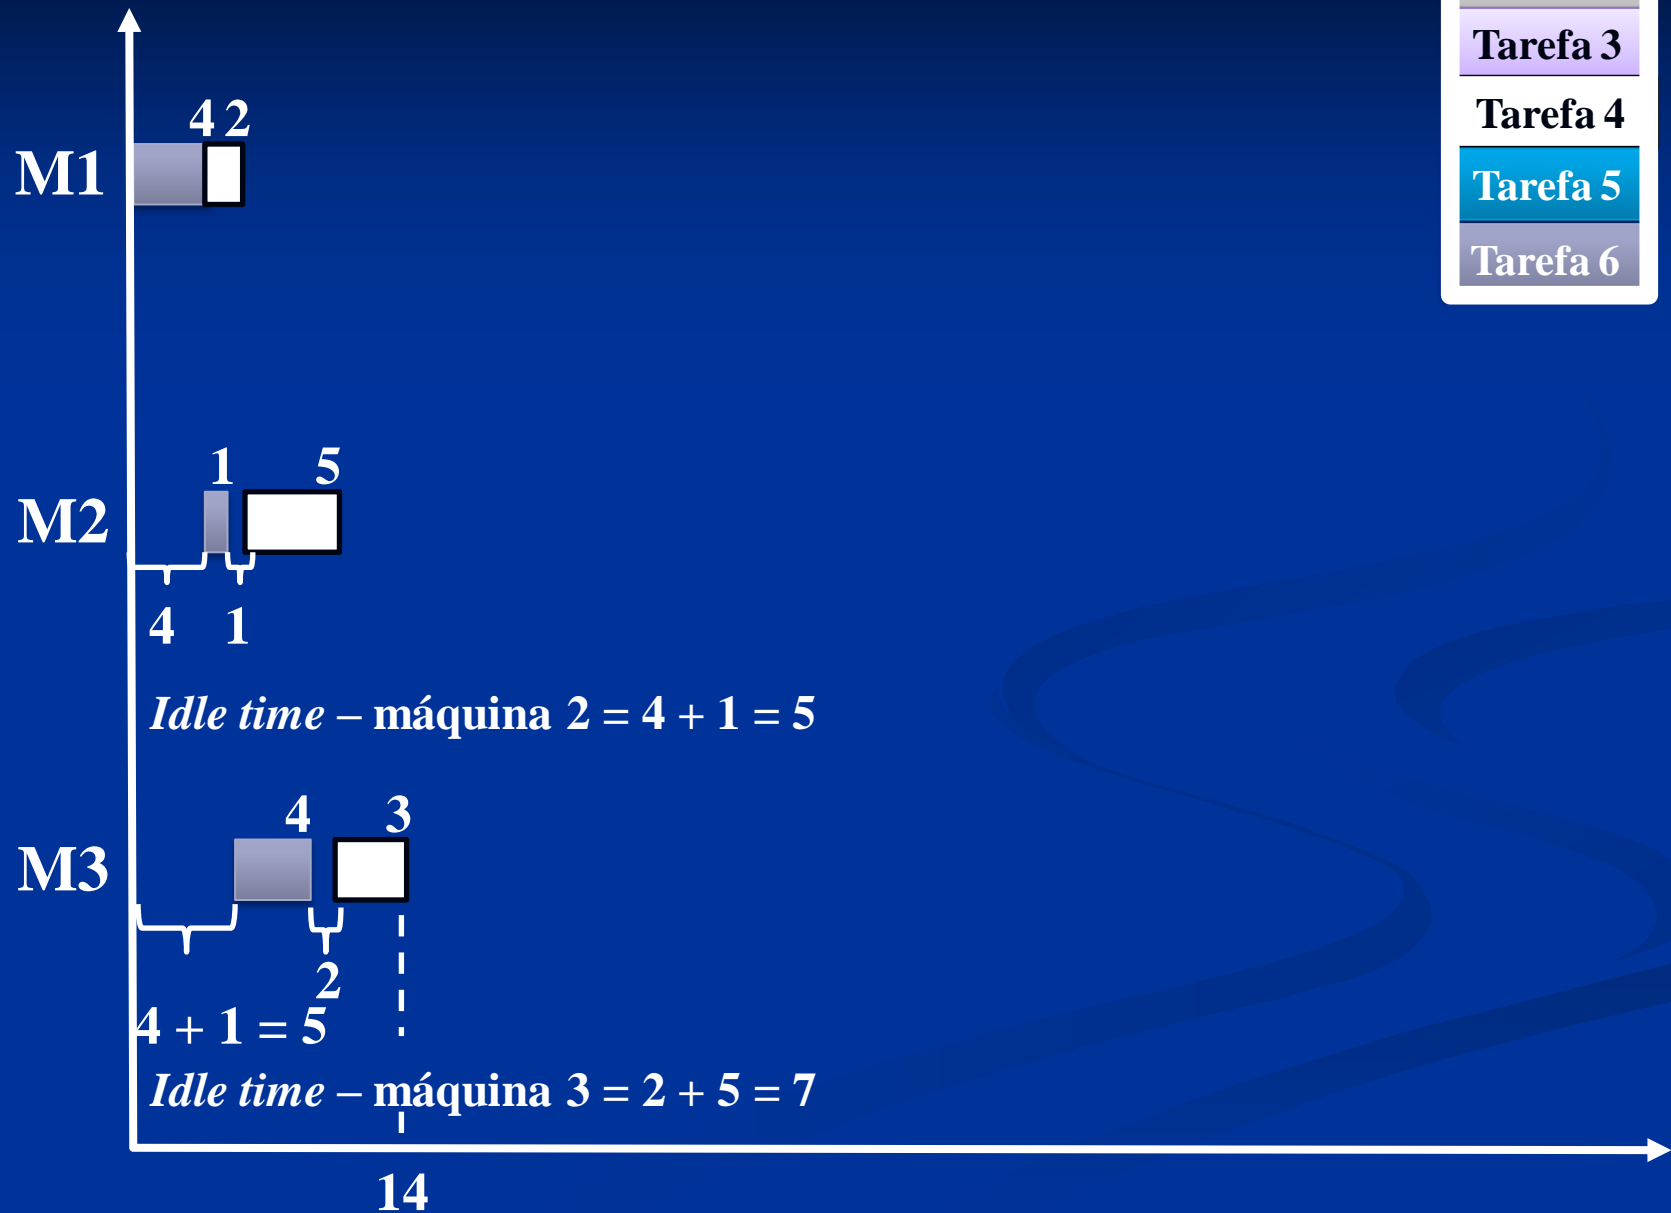 Tarefa 3
Tarefa 4
Tarefa 5
Tarefa 6
4 2
M1
1 5
M2
4 1
Idle time – máquina 2 = 4 + 1 = 5
4 3
M3
2
4 + 1 = 5
Idle time – máquina 3 = 2 + 5 = 7
14